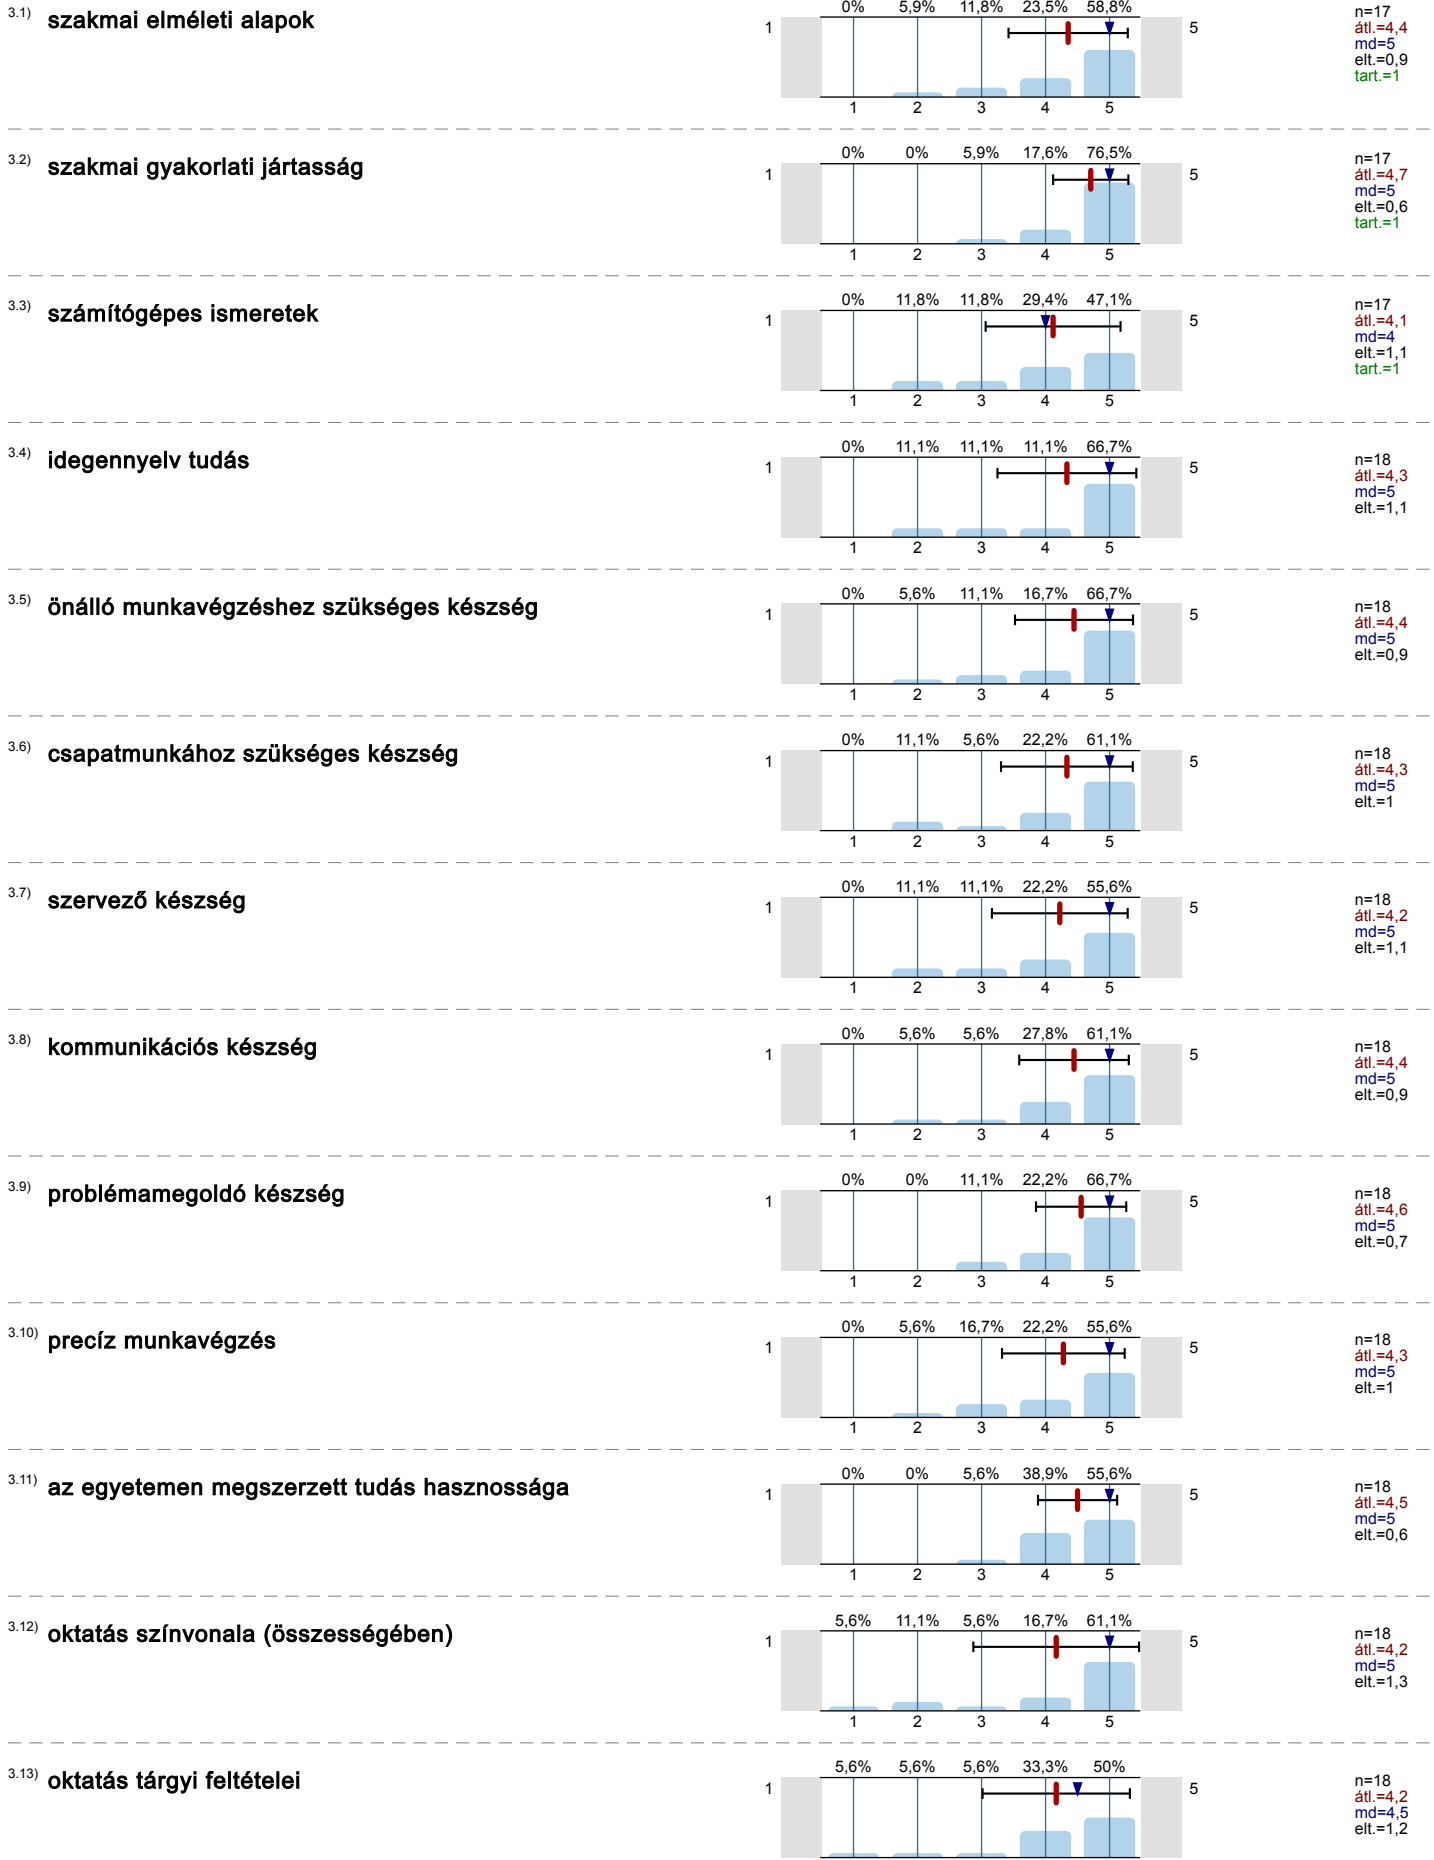 3.1) szakmai elméleti alapok
0% 5,9% 11,8% 23,5% 58,8%
1 5
1 2 3 4 5
n=17
átl.=4,4
md=5
elt.=0,9
tart.=1
3.2) szakmai gyakorlati jártasság
0% 0% 5,9% 17,6% 76,5%
1 5
1 2 3 4 5
n=17
átl.=4,7
md=5
elt.=0,6
tart.=1
3.3) számítógépes ismeretek
0% 11,8% 11,8% 29,4% 47,1%
1 5
1 2 3 4 5
n=17
átl.=4,1
md=4
elt.=1,1
tart.=1
3.4) idegennyelv tudás
0% 11,1% 11,1% 11,1% 66,7%
1 5
1 2 3 4 5
n=18
átl.=4,3
md=5
elt.=1,1
3.5) önálló munkavégzéshez szükséges készség
0% 5,6% 11,1% 16,7% 66,7%
1 5
1 2 3 4 5
n=18
átl.=4,4
md=5
elt.=0,9
3.6) csapatmunkához szükséges készség
0% 11,1% 5,6% 22,2% 61,1%
1 5
1 2 3 4 5
n=18
átl.=4,3
md=5
elt.=1
3.7) szervező készség
0% 11,1% 11,1% 22,2% 55,6%
1 5
1 2 3 4 5
n=18
átl.=4,2
md=5
elt.=1,1
3.8) kommunikációs készség
0% 5,6% 5,6% 27,8% 61,1%
1 5
1 2 3 4 5
n=18
átl.=4,4
md=5
elt.=0,9
3.9) problémamegoldó készség
0% 0% 11,1% 22,2% 66,7%
1 5
1 2 3 4 5
n=18
átl.=4,6
md=5
elt.=0,7
3.10) precíz munkavégzés
0% 5,6% 16,7% 22,2% 55,6%
1 5
1 2 3 4 5
n=18
átl.=4,3
md=5
elt.=1
3.11) az egyetemen megszerzett tudás hasznossága
0% 0% 5,6% 38,9% 55,6%
1 5
1 2 3 4 5
n=18
átl.=4,5
md=5
elt.=0,6
3.12) oktatás színvonala (összességében)
5,6% 11,1% 5,6% 16,7% 61,1%
1 5
1 2 3 4 5
n=18
átl.=4,2
md=5
elt.=1,3
3.13) oktatás tárgyi feltételei
5,6% 5,6% 5,6% 33,3% 50%
1 5
n=18
átl.=4,2
md=4,5
elt.=1,2